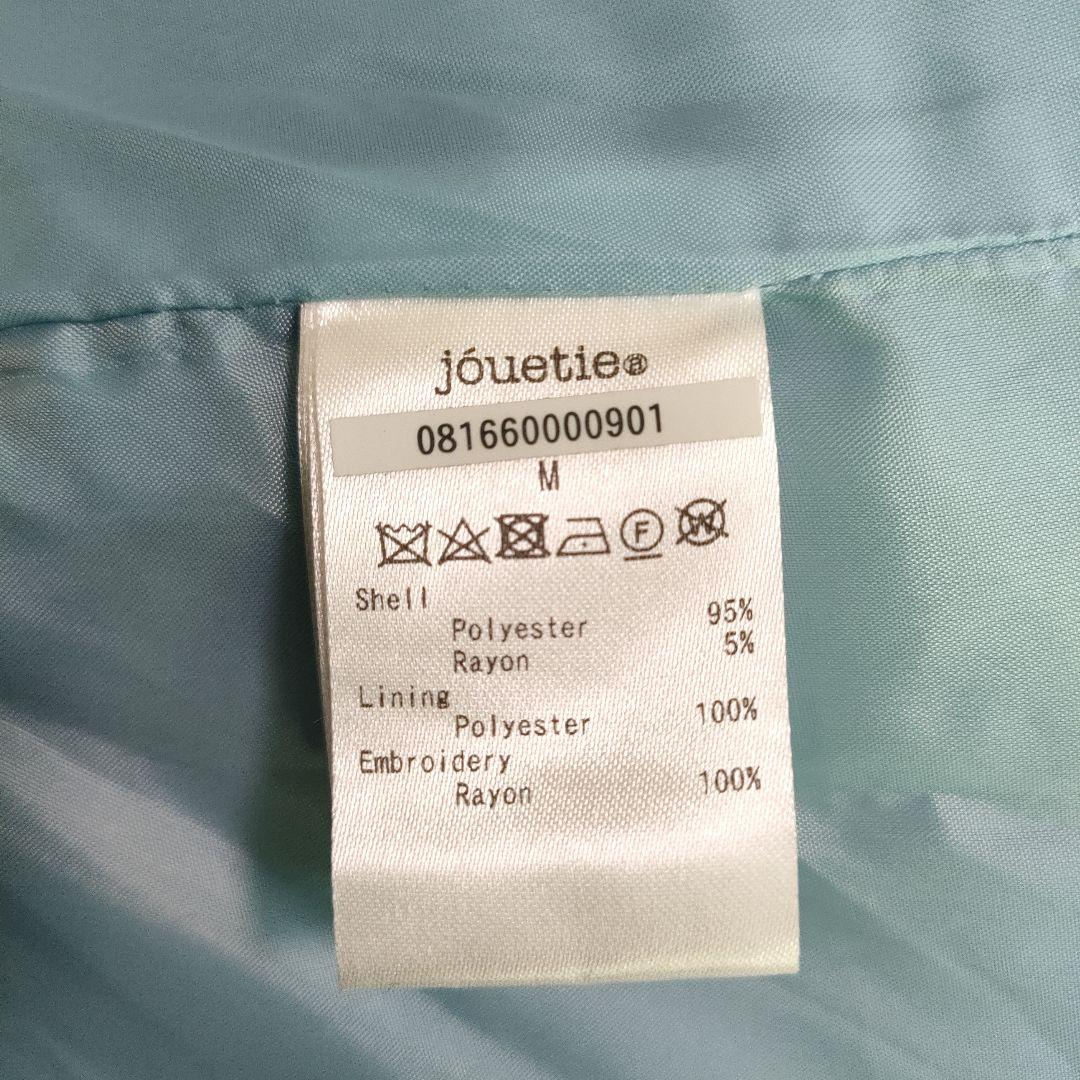 jóuetie®
081660000901
M
F W
Shell
Polyester 95%
Rayon 5%
Lining
Polyester 100%
Embroidery
Rayon 100%